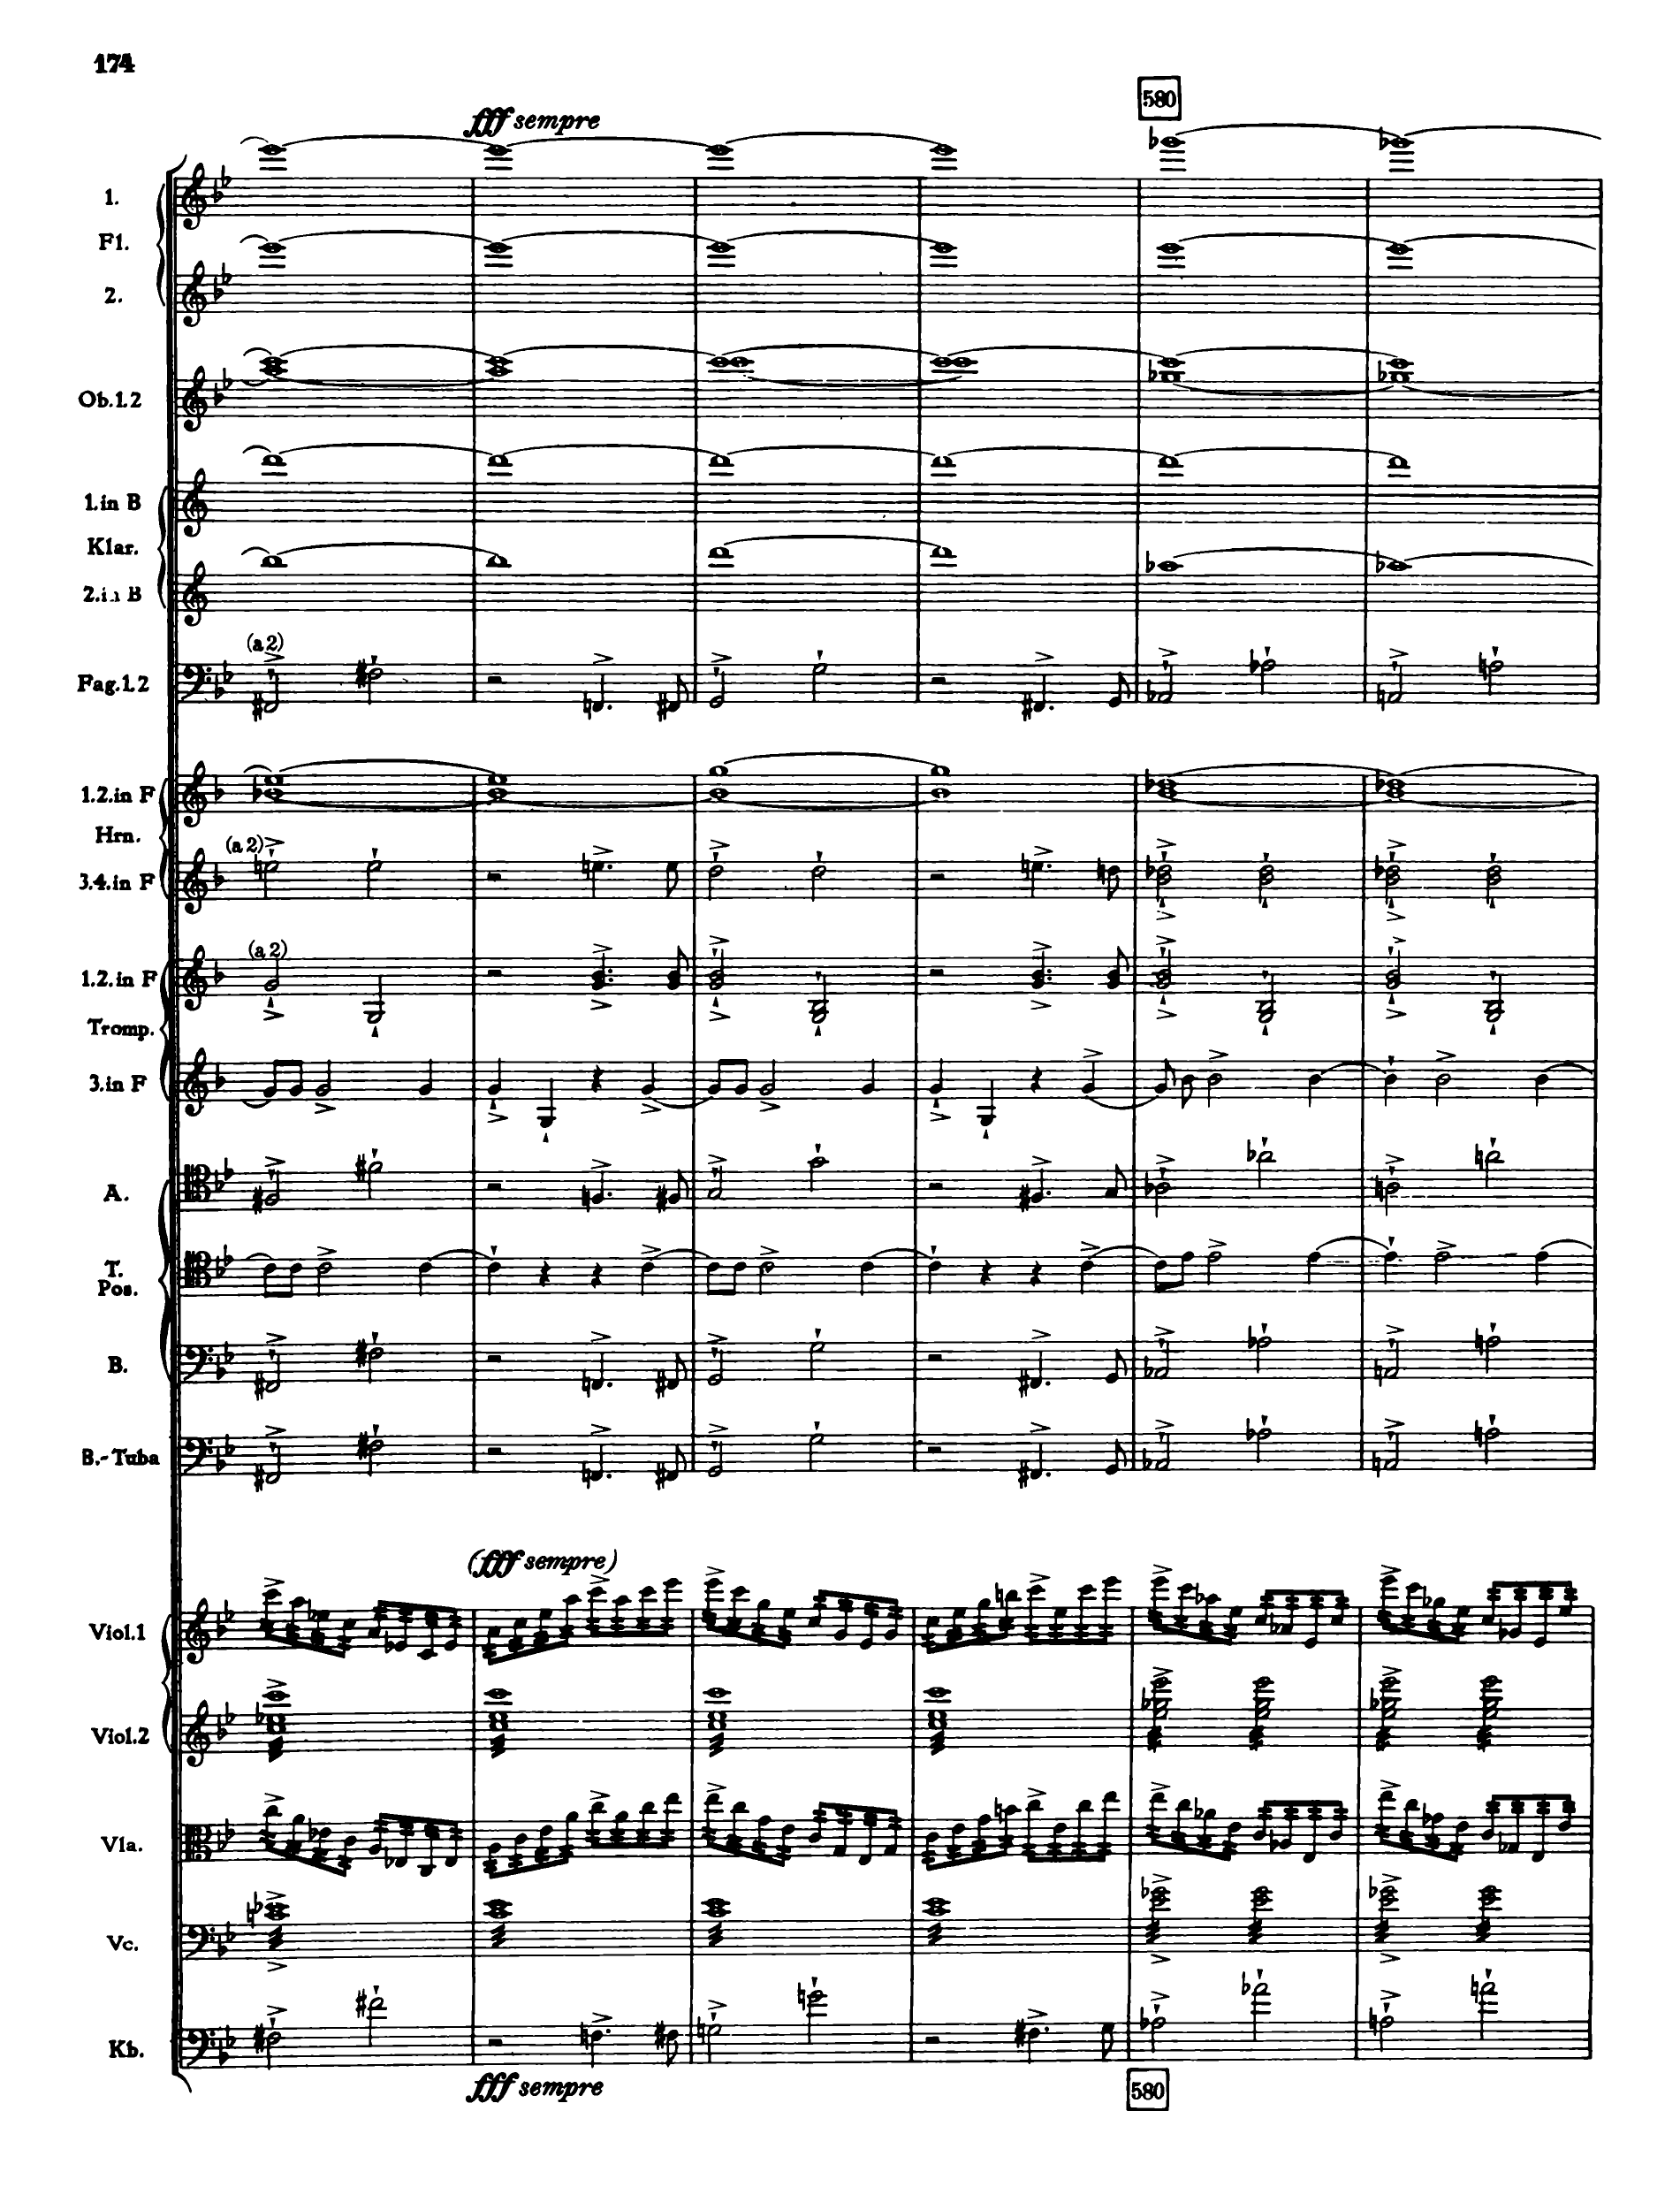 174
580
fff sempre
1.
Fl.
2.
Ob.1.2
1.in B
Klar.
2.in B
(a 2)
Fag.1.2
1.2.in F
Hrn.
(a 2)
3.4.in F
(a 2)
1.2.in F
Tromp.
3.in F
A.
T.
Pos.
B.
B.-Tuba
(fff sempre)
Viol.1
Viol.2
Vla.
Vc.
Kb.
fff sempre
580